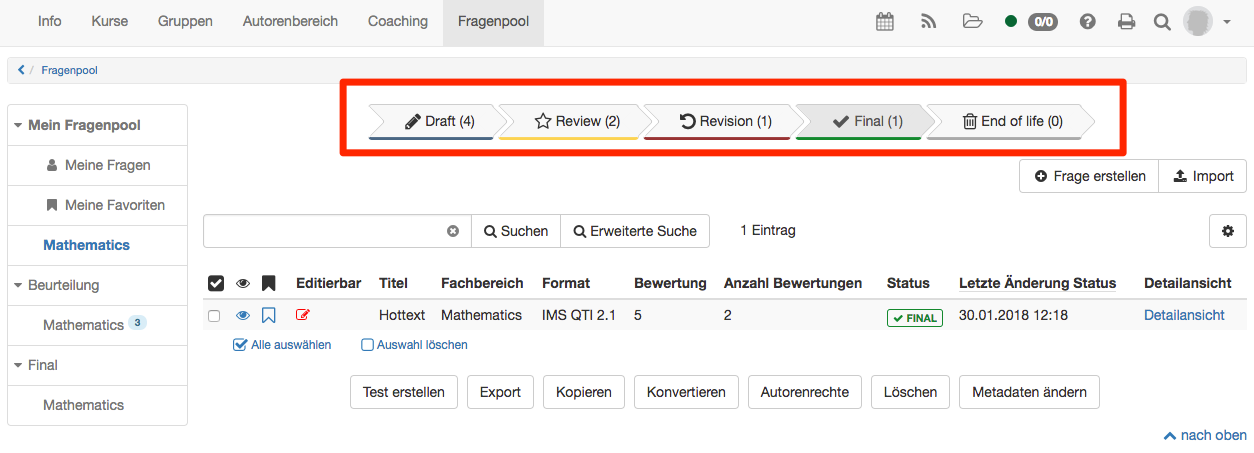 Info Kurse Gruppen Autorenbereich Coaching Fragenpool 0/0
/ Fragenpool
Draft (4) Review (2) Revision (1) Final (1) End of life (0)
Mein Fragenpool
Meine Fragen
Meine Favoriten
Mathematics
Beurteilung
Mathematics 3
Final
Mathematics
Frage erstellen Import
Suchen Erweiterte Suche 1 Eintrag
Editierbar Titel Fachbereich Format Bewertung Anzahl Bewertungen Status Letzte Änderung Status Detailansicht
Hottext Mathematics IMS QTI 2.1 5 2 FINAL 30.01.2018 12:18 Detailansicht
Alle auswählen Auswahl löschen
Test erstellen Export Kopieren Konvertieren Autorenrechte Löschen Metadaten ändern
nach oben